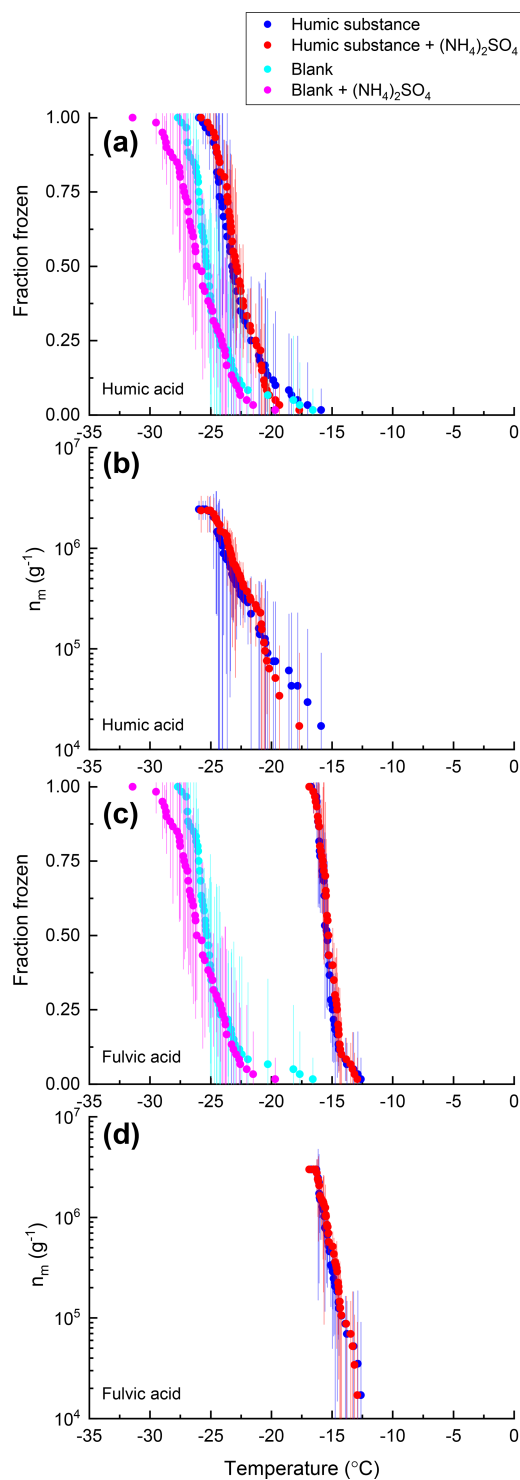 Humic substance
Humic substance + (NH4)2SO4
Blank
Blank + (NH4)2SO4
(a)
Fraction frozen
1.00
0.75
0.50
0.25
0.00
Humic acid
-35 -30 -25 -20 -15 -10 -5 0
(b)
nm (g-1)
10^7
10^6
10^5
10^4
Humic acid
-35 -30 -25 -20 -15 -10 -5 0
(c)
Fraction frozen
1.00
0.75
0.50
0.25
0.00
Fulvic acid
-35 -30 -25 -20 -15 -10 -5 0
(d)
nm (g-1)
10^7
10^6
10^5
10^4
Fulvic acid
-35 -30 -25 -20 -15 -10 -5 0
Temperature (°C)